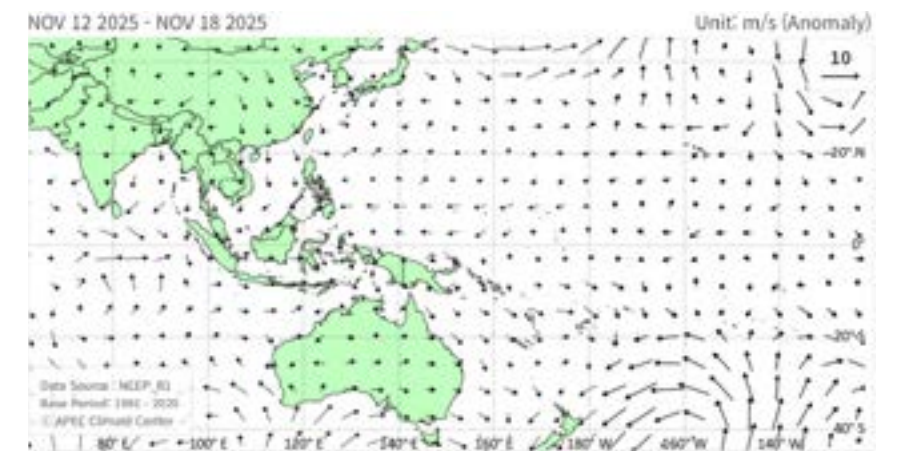 NOV 12 2025 - NOV 18 2025
Unit: m/s (Anomaly)
10
20°N
0°
20°S
Data Source : NCEP_R1
Base Period: 1991 - 2020
© APEC Climate Center
40°S
80°E 100°E 120°E 140°E 160°E 180°W 160°W 140°W